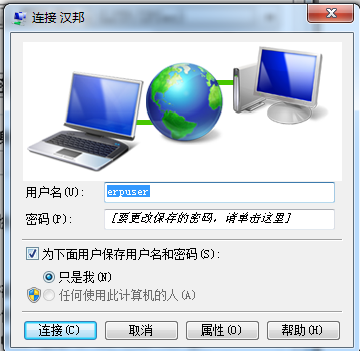 连接 汉邦
用户名(U):
erpuser
密码(P):
[要更改保存的密码，请单击这里]
为下面用户保存用户名和密码(S):
只是我(N)
任何使用此计算机的人(A)
连接(C)
取消
属性(O)
帮助(H)